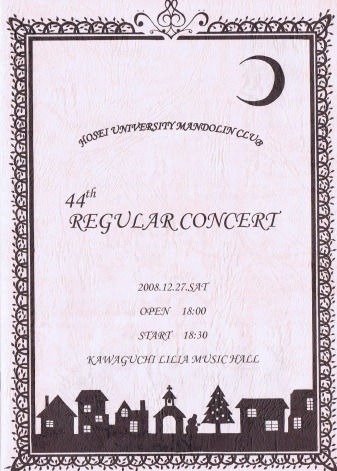 HOSEI UNIVERSITY MANDOLIN CLUB
44th
REGULAR CONCERT
2008.12.27.SAT
OPEN 18:00
START 18:30
KAWAGUCHI LILIA MUSIC HALL